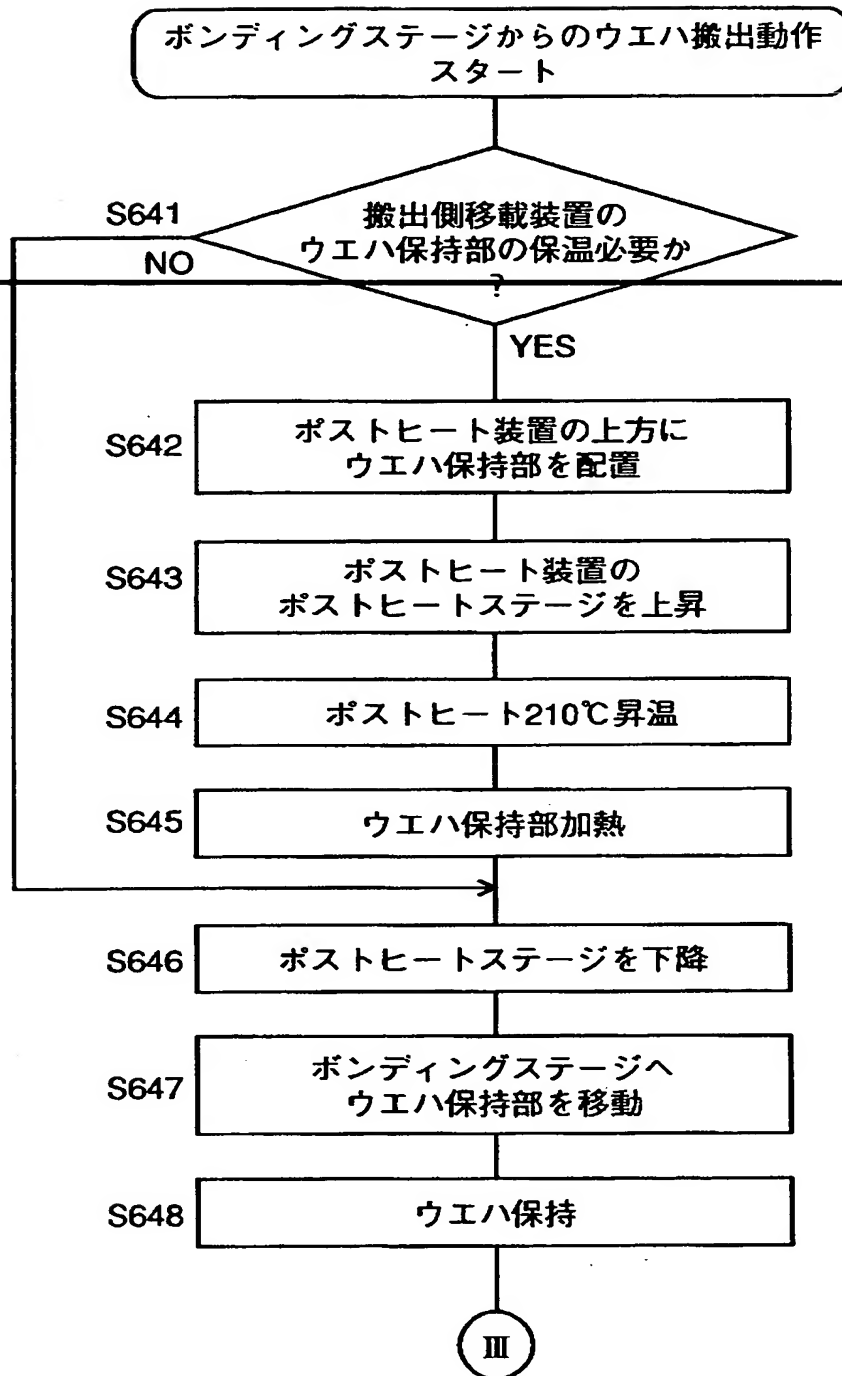 ボンディングステージからのウエハ搬出動作
スタート
S641
搬出側移載装置の
ウエハ保持部の保温必要か
?
NO
YES
S642
ポストヒート装置の上方に
ウエハ保持部を配置
S643
ポストヒート装置の
ポストヒートステージを上昇
S644
ポストヒート210℃昇温
S645
ウエハ保持部加熱
S646
ポストヒートステージを下降
S647
ボンディングステージへ
ウエハ保持部を移動
S648
ウエハ保持
III